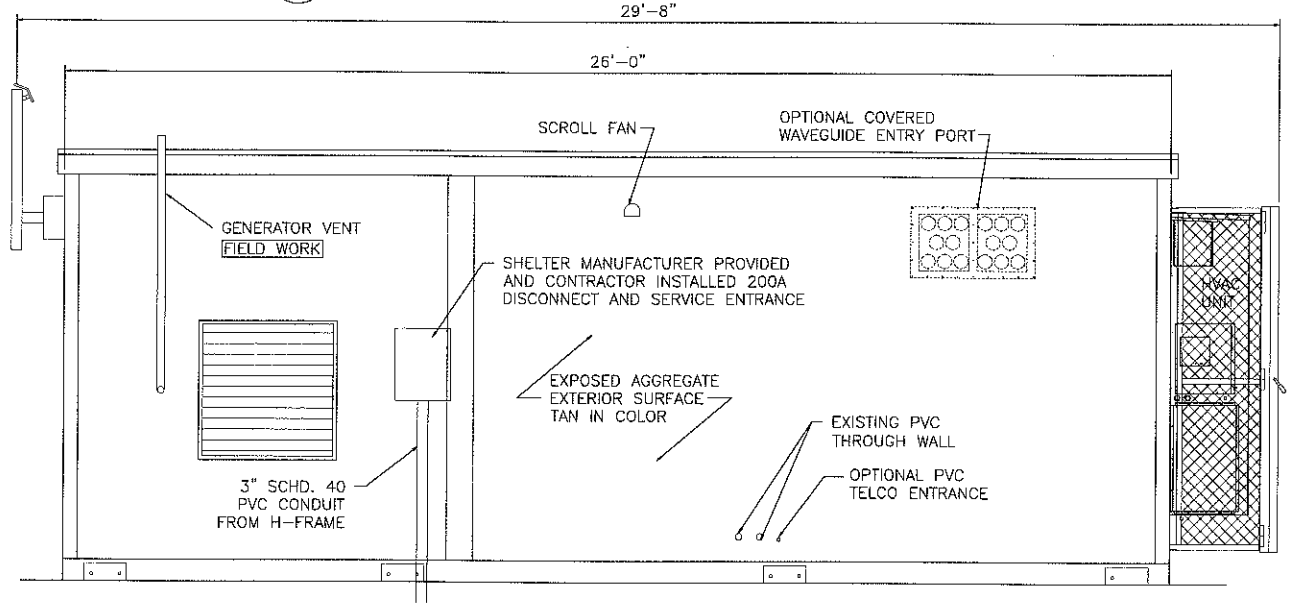 29'-8"
26'-0"
SCROLL FAN
OPTIONAL COVERED
WAVEGUIDE ENTRY PORT
GENERATOR VENT
FIELD WORK
SHELTER MANUFACTURER PROVIDED
AND CONTRACTOR INSTALLED 200A
DISCONNECT AND SERVICE ENTRANCE
HVAC
UNIT
EXPOSED AGGREGATE
EXTERIOR SURFACE
TAN IN COLOR
EXISTING PVC
THROUGH WALL
OPTIONAL PVC
TELCO ENTRANCE
3" SCHD. 40
PVC CONDUIT
FROM H-FRAME